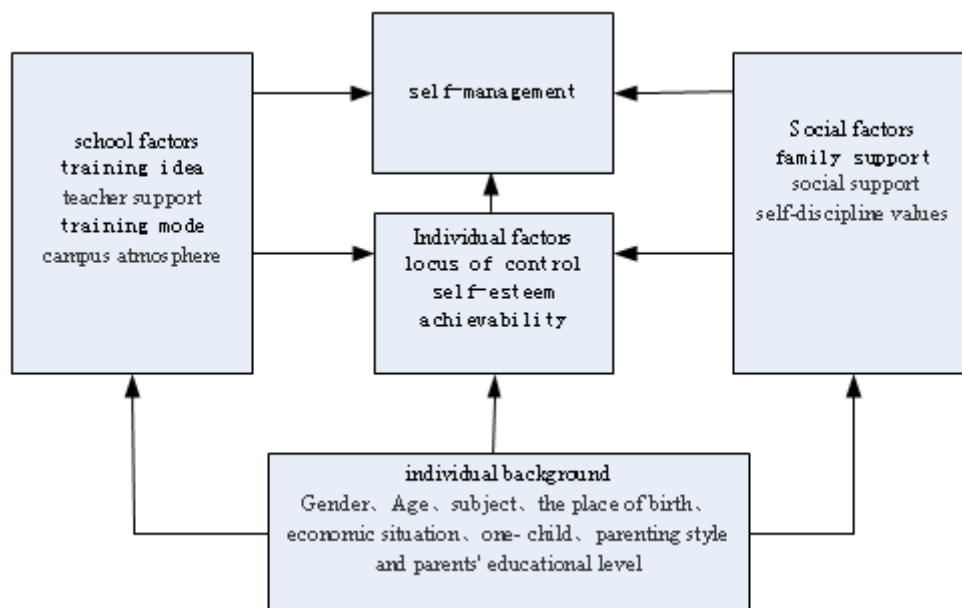 self-management
school factors
training idea
teacher support
training mode
campus atmosphere
Social factors
family support
social support
self-discipline values
Individual factors
locus of control
self-esteem
achievability
individual background
Gender、Age、subject、the place of birth、
economic situation、one- child、parenting style
and parents' educational level